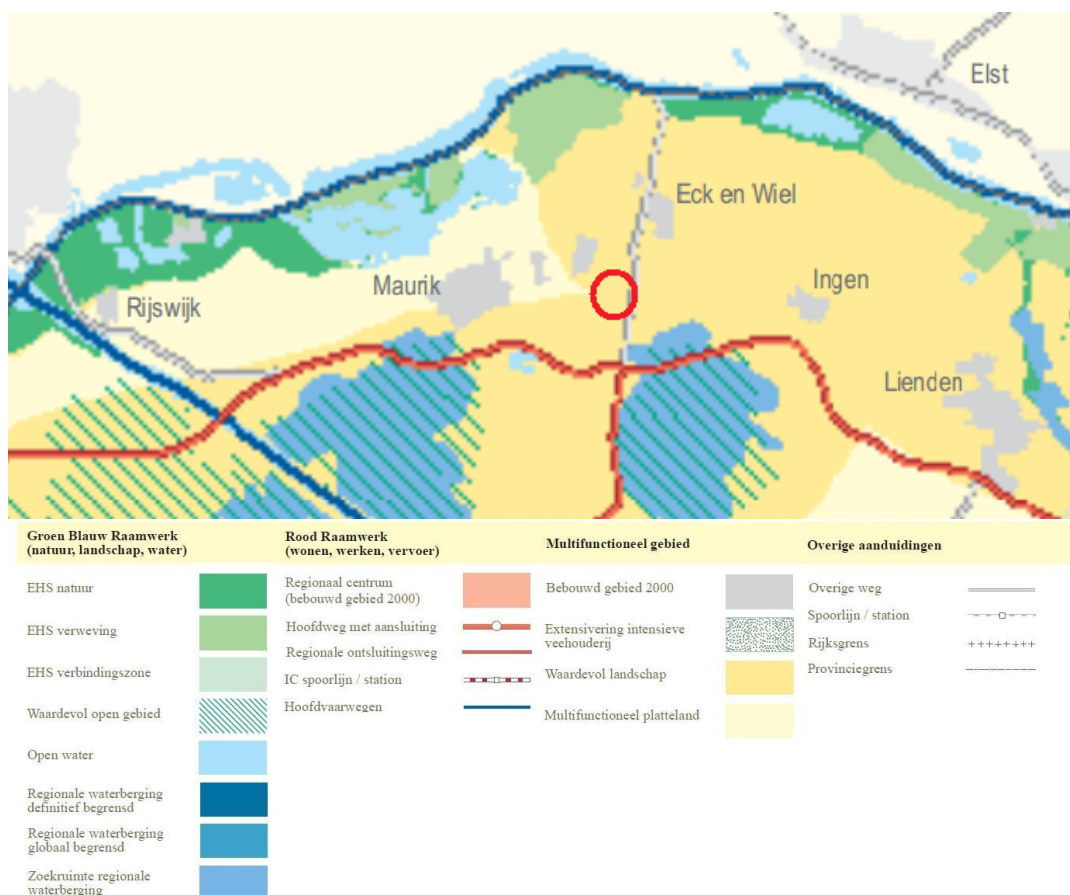 Elst
Eck en Wiel
Ingen
Maurik
Rijswijk
Lienden
Groen Blauw Raamwerk
(natuur, landschap, water)
EHS natuur
EHS verweving
EHS verbindingszone
Waardevol open gebied
Open water
Regionale waterberging
definitief begrensd
Regionale waterberging
globaal begrensd
Zoekruimte regionale
waterberging
Rood Raamwerk
(wonen, werken, vervoer)
Regionaal centrum
(bebouwd gebied 2000)
Hoofdweg met aansluiting
Regionale ontsluitingsweg
IC spoorlijn / station
Hoofdvaarwegen
Multifunctioneel gebied
Bebouwd gebied 2000
Extensivering intensieve
veehouderij
Waardevol landschap
Multifunctioneel platteland
Overige aanduidingen
Overige weg
Spoorlijn / station
Rijksgrens
Provinciegrens